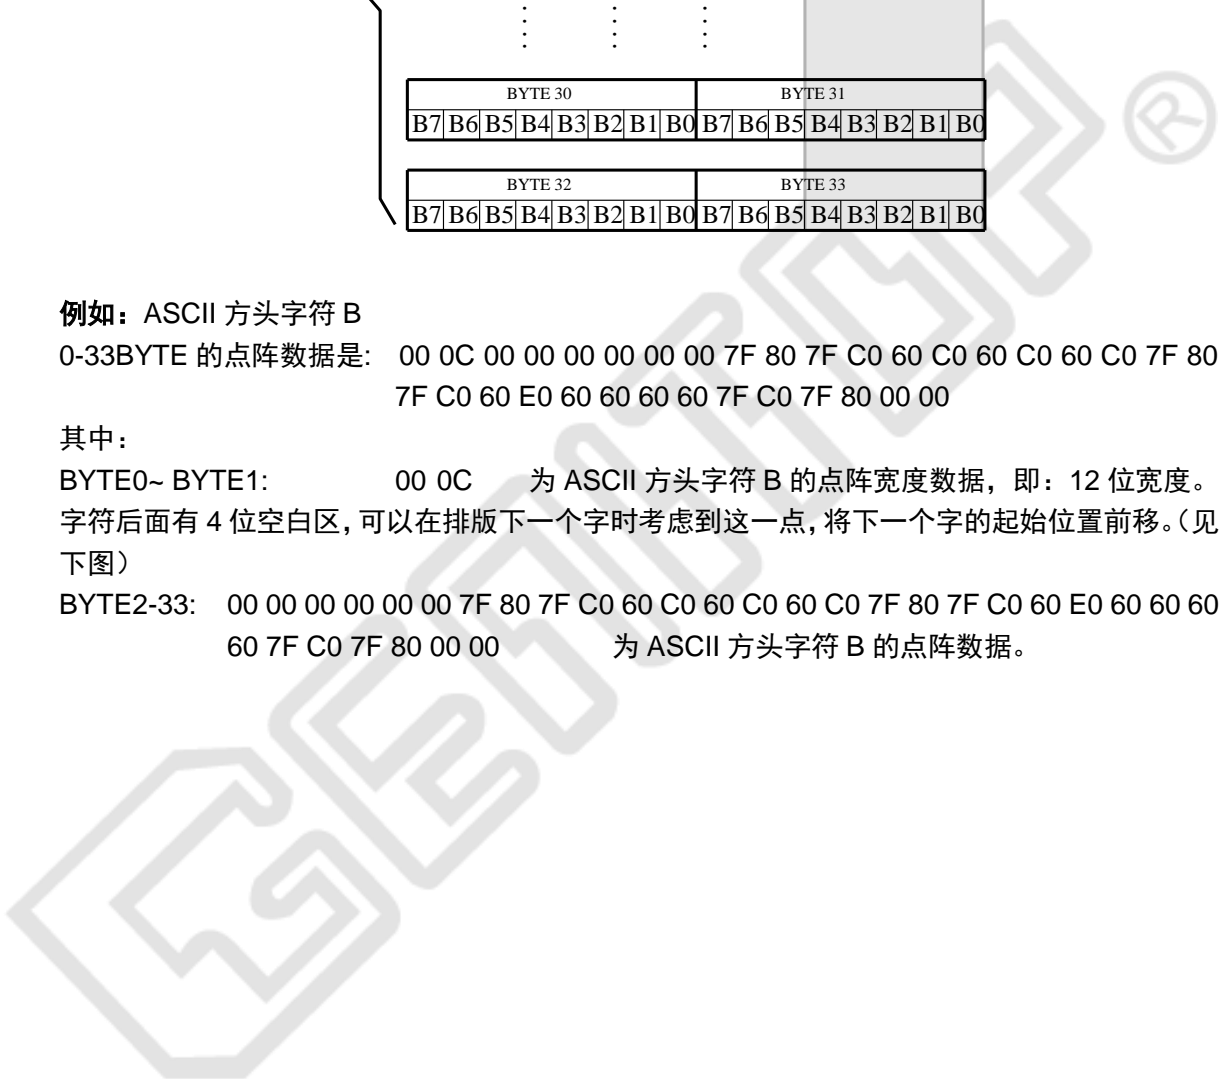 BYTE 30 BYTE 31
B7 B6 B5 B4 B3 B2 B1 B0 B7 B6 B5 B4 B3 B2 B1 B0
BYTE 32 BYTE 33
B7 B6 B5 B4 B3 B2 B1 B0 B7 B6 B5 B4 B3 B2 B1 B0
例如：ASCII 方头字符 B
0-33BYTE 的点阵数据是: 00 0C 00 00 00 00 00 00 7F 80 7F C0 60 C0 60 C0 60 C0 7F 80
7F C0 60 E0 60 60 60 60 7F C0 7F 80 00 00
其中：
BYTE0~ BYTE1: 00 0C 为 ASCII 方头字符 B 的点阵宽度数据，即：12 位宽度。
字符后面有 4 位空白区，可以在排版下一个字时考虑到这一点，将下一个字的起始位置前移。（见
下图）
BYTE2-33: 00 00 00 00 00 00 7F 80 7F C0 60 C0 60 C0 60 C0 7F 80 7F C0 60 E0 60 60 60
60 7F C0 7F 80 00 00 为 ASCII 方头字符 B 的点阵数据。
GENITOP ®